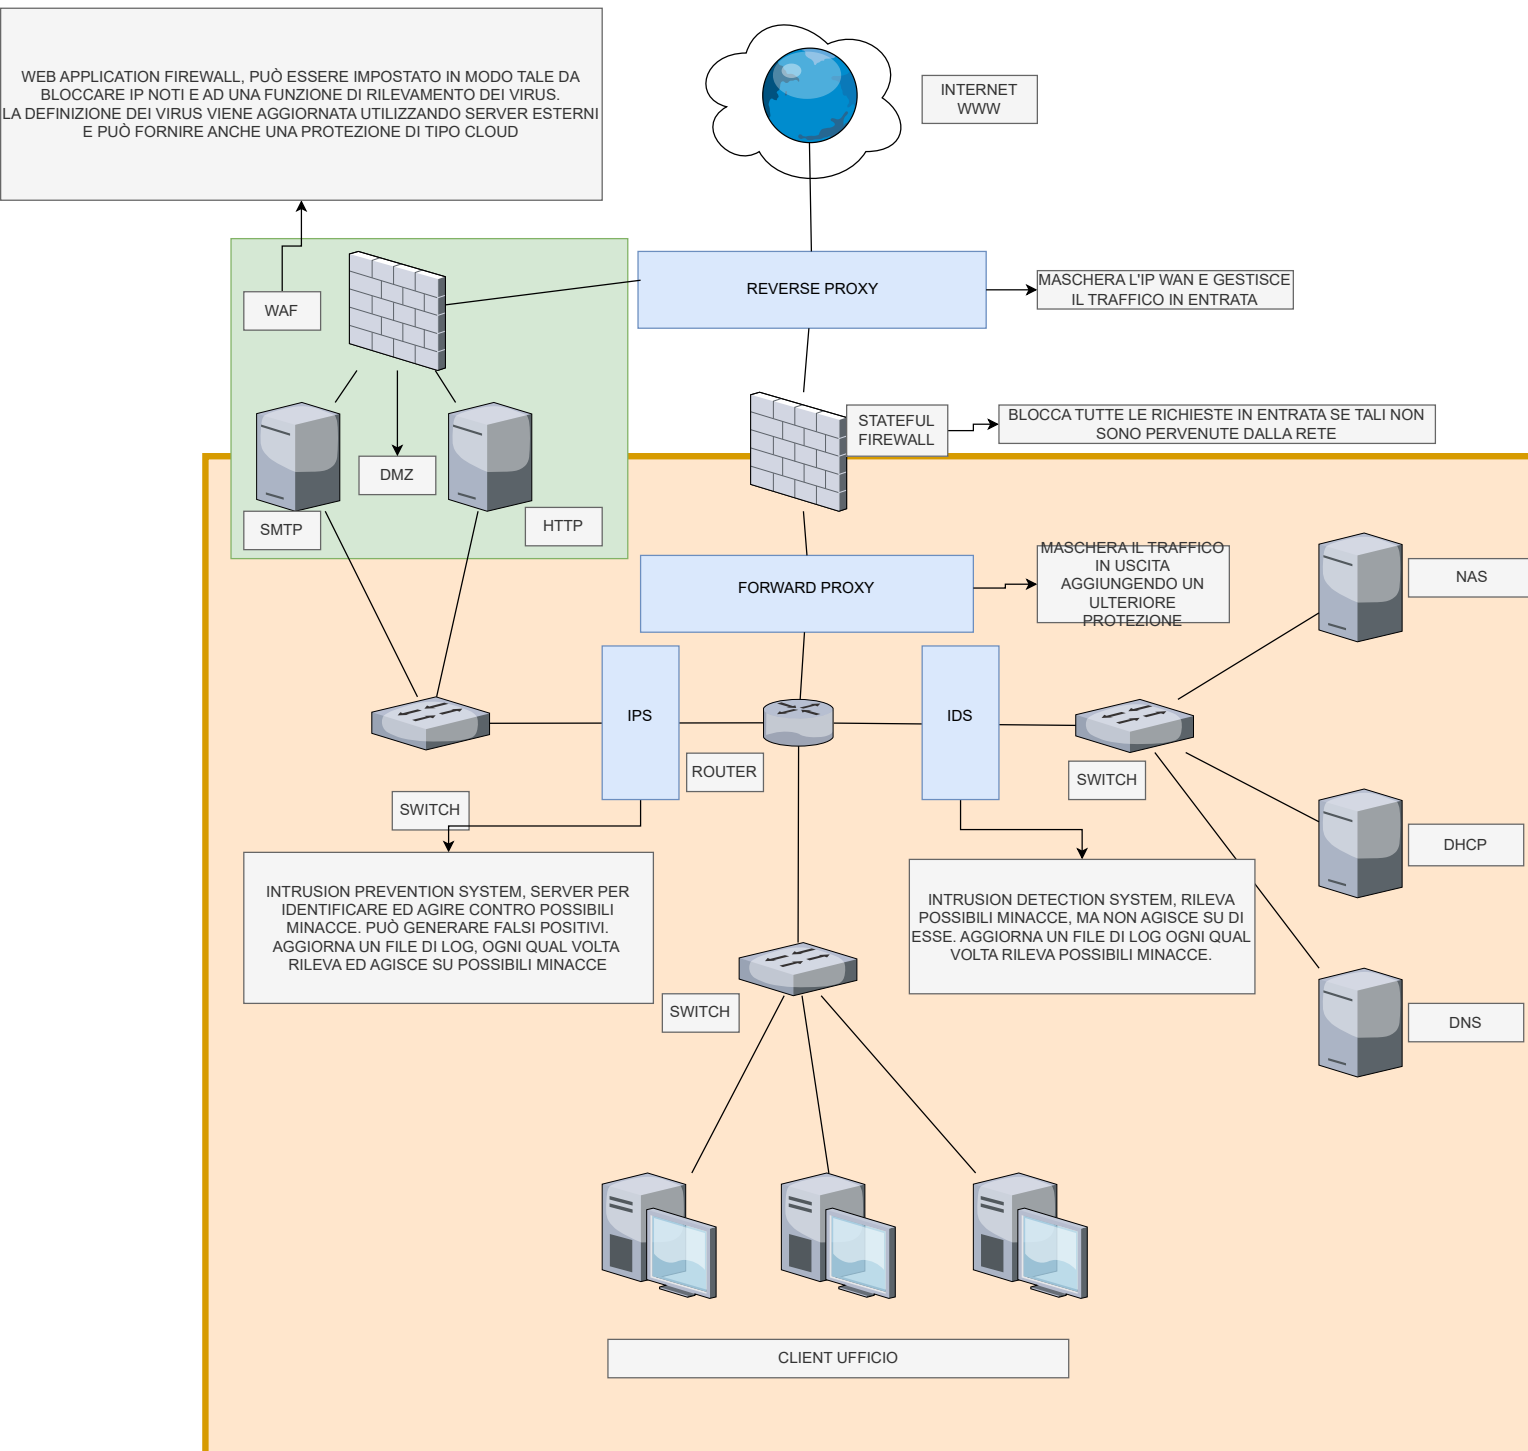 WEB APPLICATION FIREWALL, PUÒ ESSERE IMPOSTATO IN MODO TALE DA
BLOCCARE IP NOTI E AD UNA FUNZIONE DI RILEVAMENTO DEI VIRUS.
LA DEFINIZIONE DEI VIRUS VIENE AGGIORNATA UTILIZZANDO SERVER ESTERNI
E PUÒ FORNIRE ANCHE UNA PROTEZIONE DI TIPO CLOUD
INTERNET
WWW
WAF
REVERSE PROXY
MASCHERA L'IP WAN E GESTISCE
IL TRAFFICO IN ENTRATA
STATEFUL
FIREWALL
BLOCCA TUTTE LE RICHIESTE IN ENTRATA SE TALI NON
SONO PERVENUTE DALLA RETE
DMZ
SMTP
HTTP
FORWARD PROXY
MASCHERA IL TRAFFICO
IN USCITA
AGGIUNGENDO UN
ULTERIORE
PROTEZIONE
NAS
IPS
IDS
ROUTER
SWITCH
SWITCH
DHCP
INTRUSION PREVENTION SYSTEM, SERVER PER
IDENTIFICARE ED AGIRE CONTRO POSSIBILI
MINACCE. PUÒ GENERARE FALSI POSITIVI.
AGGIORNA UN FILE DI LOG, OGNI QUAL VOLTA
RILEVA ED AGISCE SU POSSIBILI MINACCE
INTRUSION DETECTION SYSTEM, RILEVA
POSSIBILI MINACCE, MA NON AGISCE SU DI
ESSE. AGGIORNA UN FILE DI LOG OGNI QUAL
VOLTA RILEVA POSSIBILI MINACCE.
SWITCH
DNS
CLIENT UFFICIO